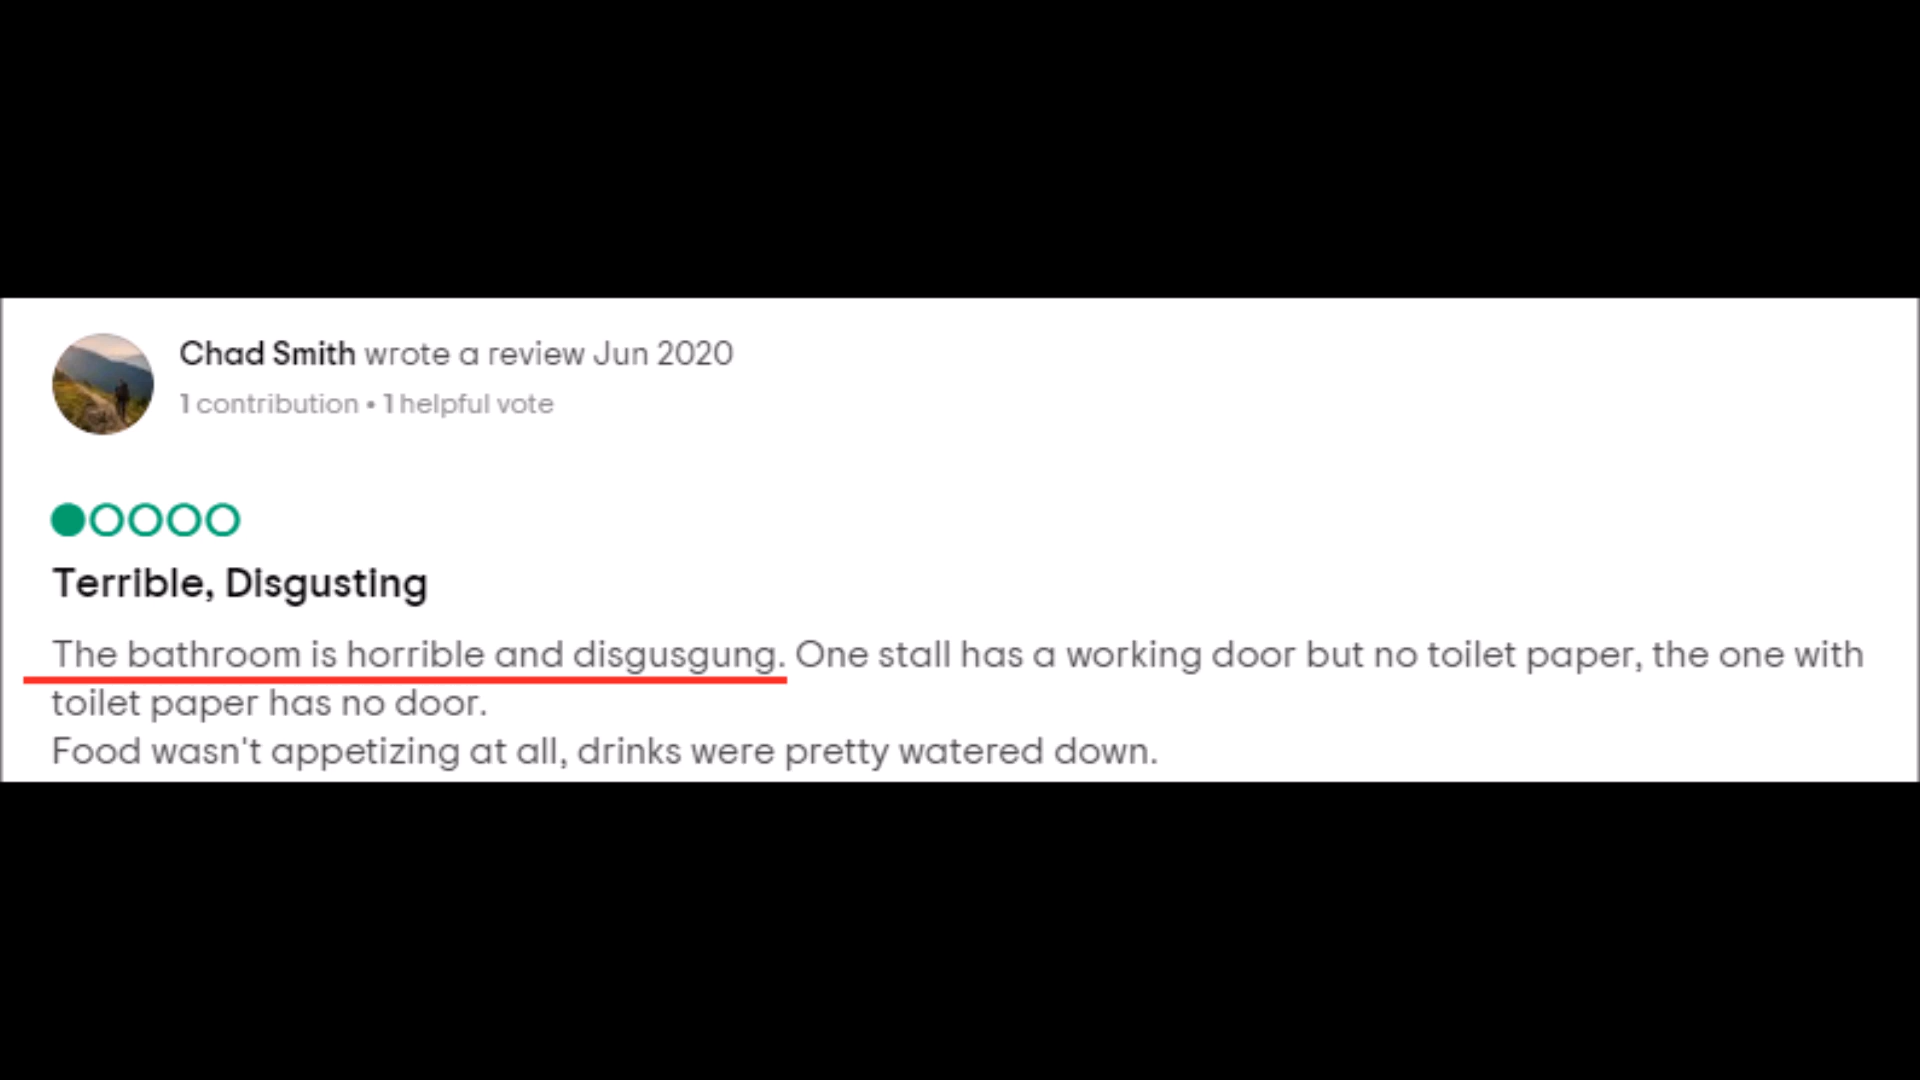 Chad Smith wrote a review Jun 2020
1 contribution • 1 helpful vote
Terrible, Disgusting
The bathroom is horrible and disgusgung. One stall has a working door but no toilet paper, the one with
toilet paper has no door.
Food wasn't appetizing at all, drinks were pretty watered down.